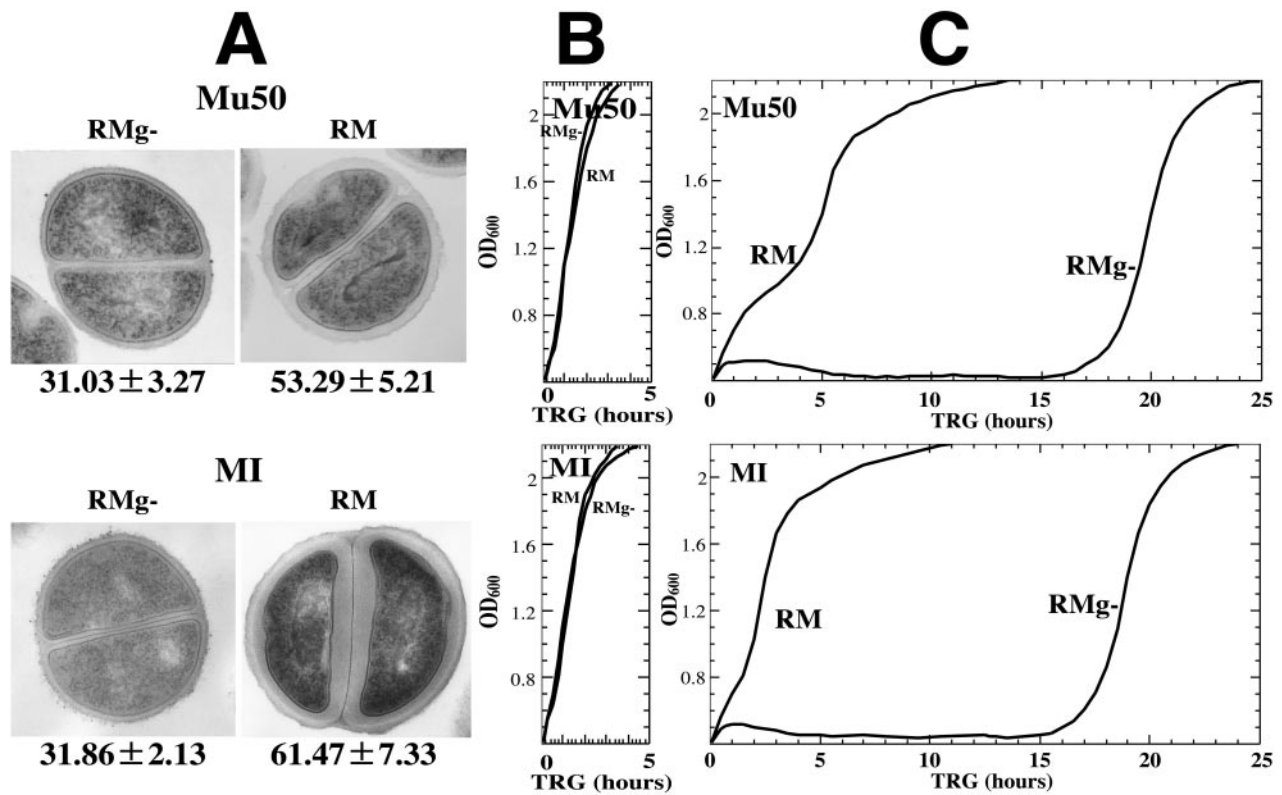 A
B
C
Mu50
RMg-
RM
31.03±3.27
53.29±5.21
Mu50
RMg-
RM
OD600
2
1.6
1.2
0.8
0
5
TRG (hours)
Mu50
RM
RMg-
OD600
2
1.6
1.2
0.8
0
5
10
15
20
25
TRG (hours)
MI
RMg-
RM
31.86±2.13
61.47±7.33
MI
RM
RMg-
OD600
2
1.6
1.2
0.8
0
5
TRG (hours)
MI
RM
RMg-
OD600
2
1.6
1.2
0.8
0
5
10
15
20
25
TRG (hours)